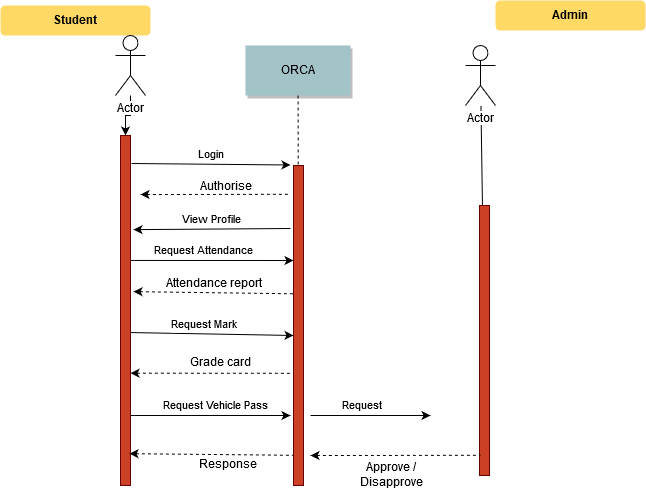 Student
Admin
ORCA
Actor
Actor
Login
Authorise
View Profile
Request Attendance
Attendance report
Request Mark
Grade card
Request Vehicle Pass
Request
Response
Approve /
Disapprove